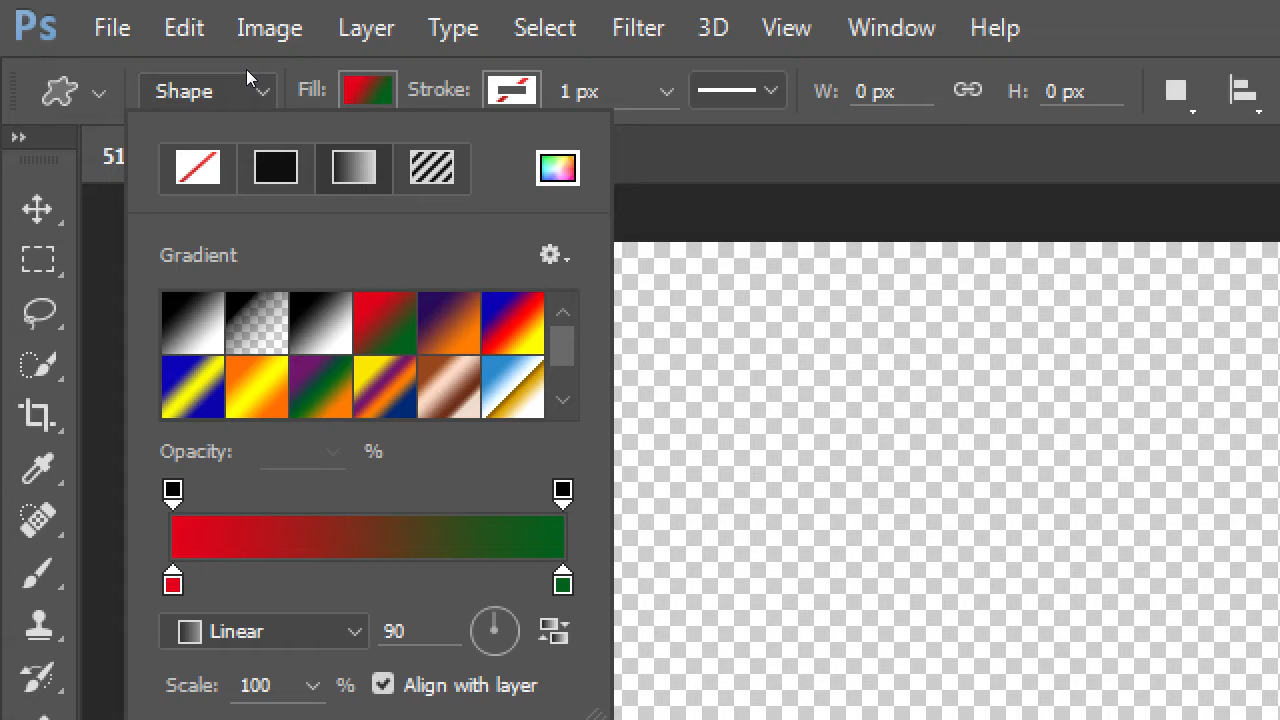 Ps File Edit Image Layer Type Select Filter 3D View Window Help
Shape Fill: Stroke: 1 px W: 0 px H: 0 px
51
Gradient
Opacity: %
Linear 90
Scale: 100 % Align with layer